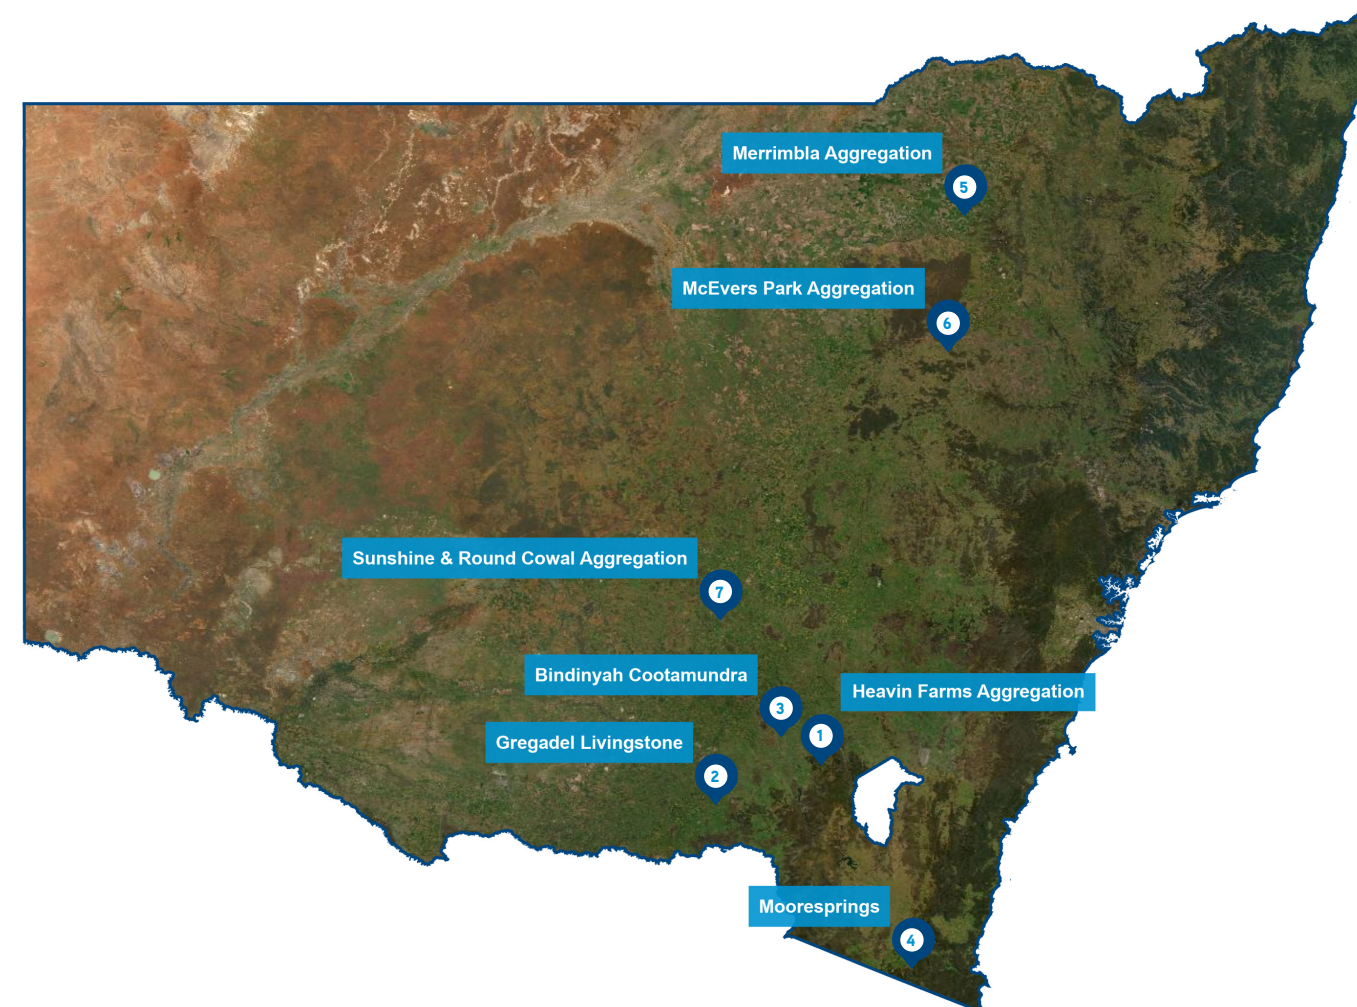 Merrimbla Aggregation
5
McEvers Park Aggregation
6
Sunshine & Round Cowal Aggregation
7
Bindinyah Cootamundra
3
Heavin Farms Aggregation
1
Gregadel Livingstone
2
Mooresprings
4